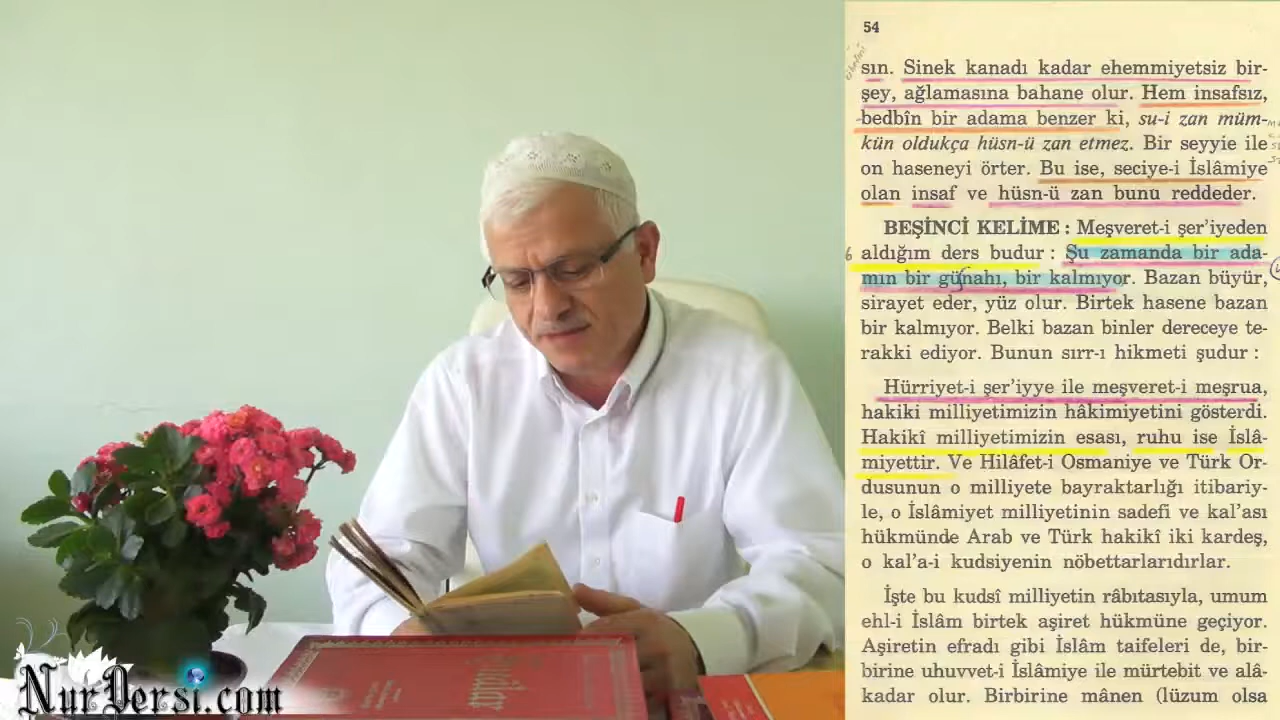 54
sın. Sinek kanadı kadar ehemmiyetsiz bir-
şey, ağlamasına bahane olur. Hem insafsız,
bedbîn bir adama benzer ki, su-i zan müm-
kün oldukça hüsn-ü zan etmez. Bir seyyie ile
on haseneyi örter. Bu ise, seciye-i İslâmiye
olan insaf ve hüsn-ü zan bunu reddeder.
BEŞİNCİ KELİME : Meşveret-i şer'iyeden
aldığım ders budur : Şu zamanda bir ada-
mın bir günahı, bir kalmıyor. Bazan büyür,
sirayet eder, yüz olur. Birtek hasene bazan
bir kalmıyor. Belki bazan binler dereceye te-
rakki ediyor. Bunun sırr-ı hikmeti şudur :
Hürriyet-i şer'iyye ile meşveret-i meşrua,
hakiki milliyetimizin hâkimiyetini gösterdi.
Hakikî milliyetimizin esası, ruhu ise İslâ-
miyettir. Ve Hilâfet-i Osmaniye ve Türk Or-
dusunun o milliyete bayraktarlığı itibariy-
le, o İslâmiyet milliyetinin sadefi ve kal'ası
hükmünde Arab ve Türk hakikî iki kardeş,
o kal'a-i kudsiyenin nöbettarlarıdırlar.
İşte bu kudsî milliyetin râbıtasıyla, umum
ehl-i İslâm birtek aşiret hükmüne geçiyor.
Aşiretin efradı gibi İslâm taifeleri de, bir-
birine uhuvvet-i İslâmiye ile mürtebit ve alâ-
kadar olur. Birbirine mânen (lüzum olsa
NurDersi.com